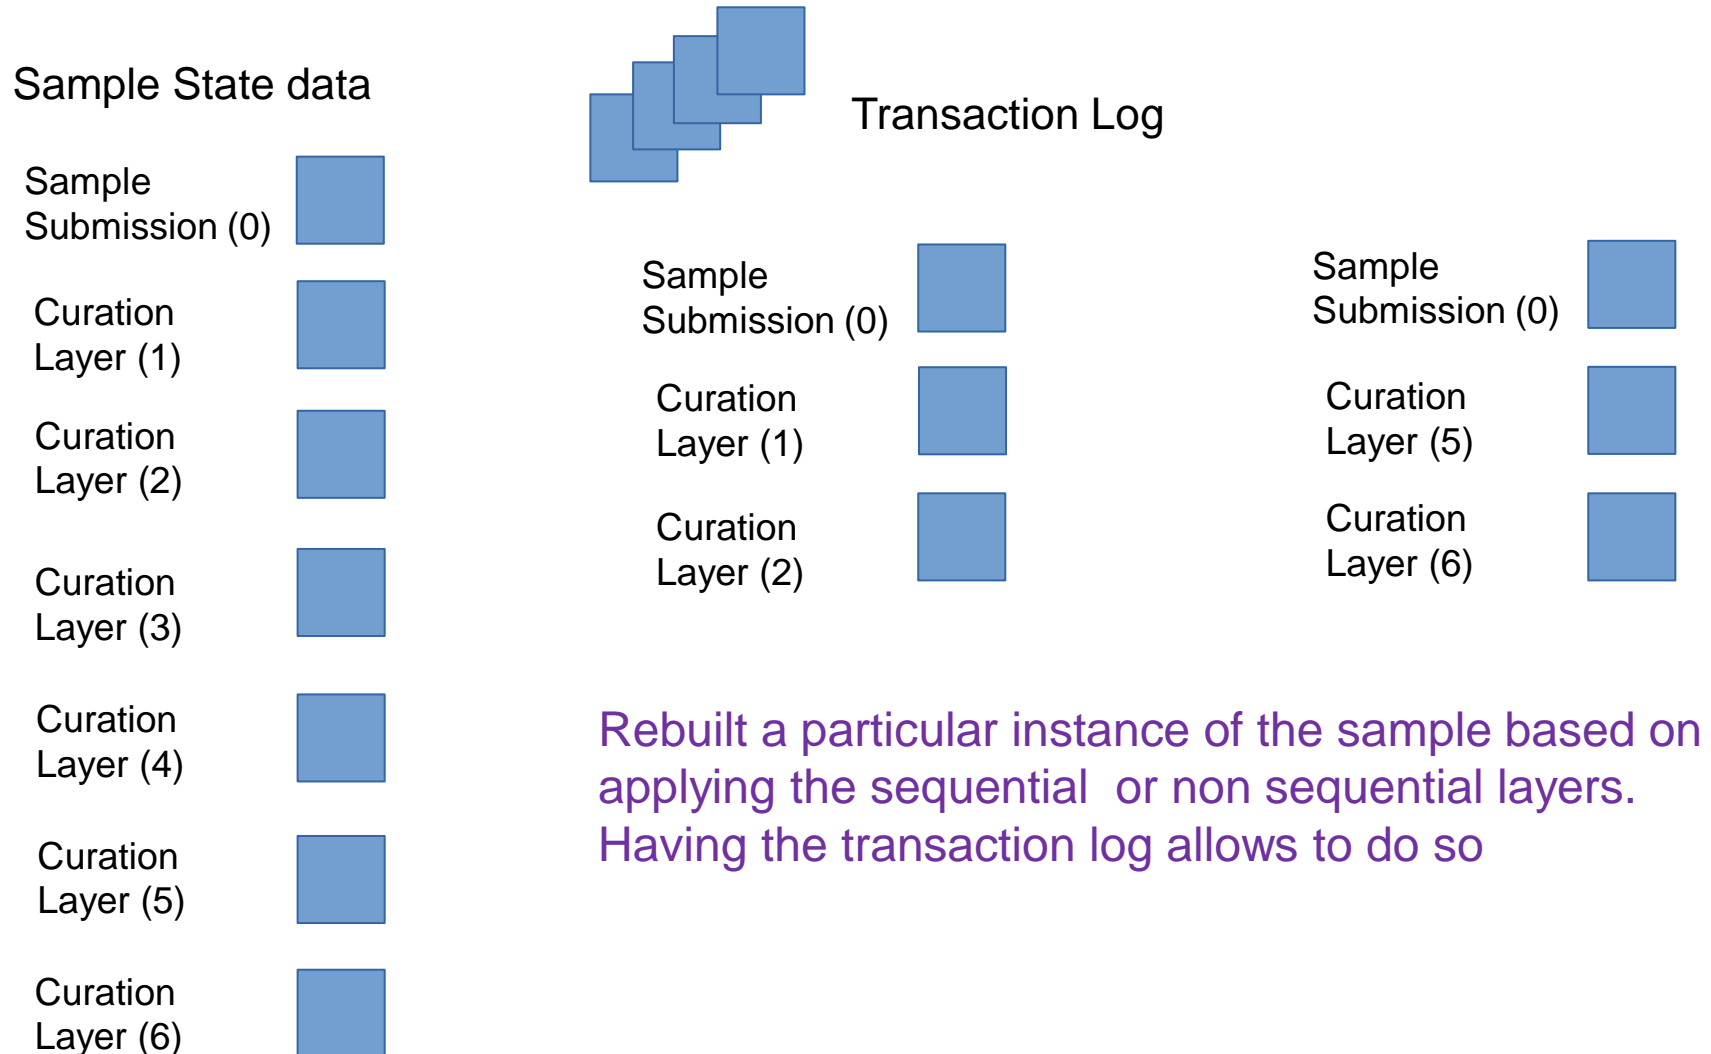 Sample State data
Sample
Submission (0)
Curation
Layer (1)
Curation
Layer (2)
Curation
Layer (3)
Curation
Layer (4)
Curation
Layer (5)
Curation
Layer (6)
Transaction Log
Sample
Submission (0)
Curation
Layer (1)
Curation
Layer (2)
Sample
Submission (0)
Curation
Layer (5)
Curation
Layer (6)
Rebuilt a particular instance of the sample based on
applying the sequential  or non sequential layers.
Having the transaction log allows to do so